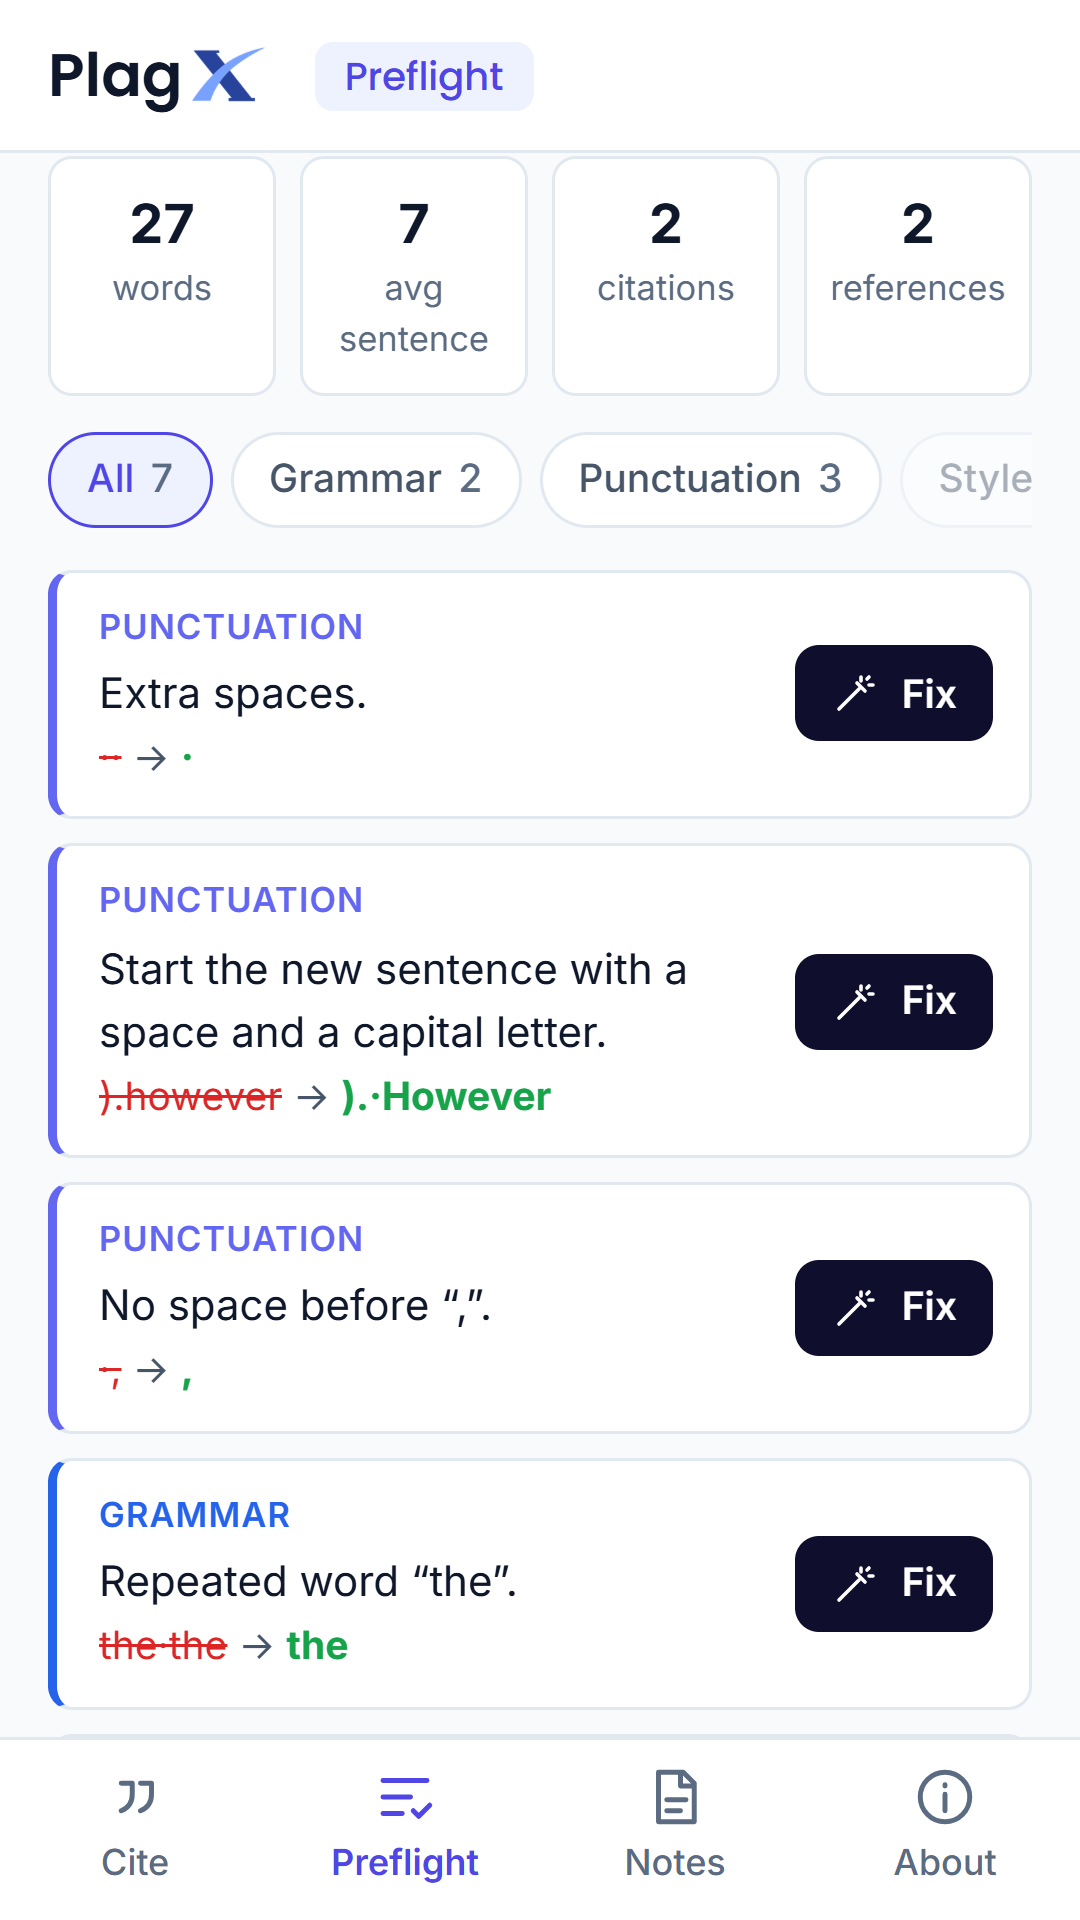 PlagX Preflight
27 7 2 2
words avg sentence citations references
All 7 Grammar 2 Punctuation 3 Style
PUNCTUATION
Extra spaces.
·· → ·
Fix
PUNCTUATION
Start the new sentence with a
space and a capital letter.
).however → ).·However
Fix
PUNCTUATION
No space before “,”.
·, → ,
Fix
GRAMMAR
Repeated word “the”.
the·the → the
Fix
Cite Preflight Notes About